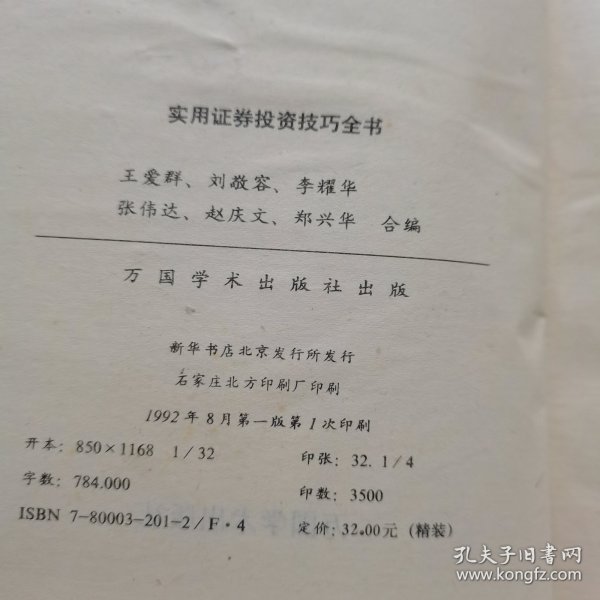 实用证券投资技巧全书
王爱群、刘敬容、李耀华
张伟达、赵庆文、郑兴华 合编
万国学术出版社出版
新华书店北京发行所发行
石家庄北方印刷厂印刷
1992年8月第一版第1次印刷
开本：850×1168 1/32 印张：32.1/4
字数：784.000 印数：3500
ISBN 7-80003-201-2/F·4 定价：32.00元（精装）
孔夫子旧书网
www.kongfz.com